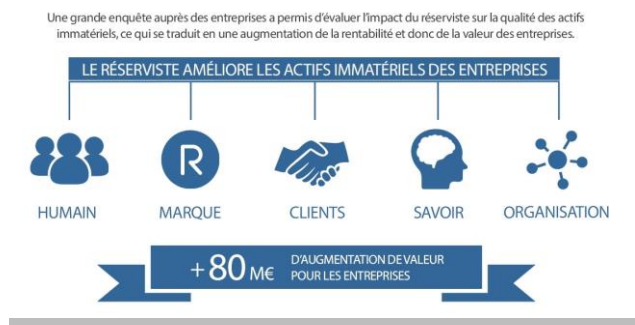 Une grande enquête auprès des entreprises a permis d’évaluer l’impact du réserviste sur la qualité des actifs
immatériels, ce qui se traduit en une augmentation de la rentabilité et donc de la valeur des entreprises.
LE RÉSERVISTE AMÉLIORE LES ACTIFS IMMATÉRIELS DES ENTREPRISES
R
HUMAIN MARQUE CLIENTS SAVOIR ORGANISATION
+80 M€ D’AUGMENTATION DE VALEUR
POUR LES ENTREPRISES